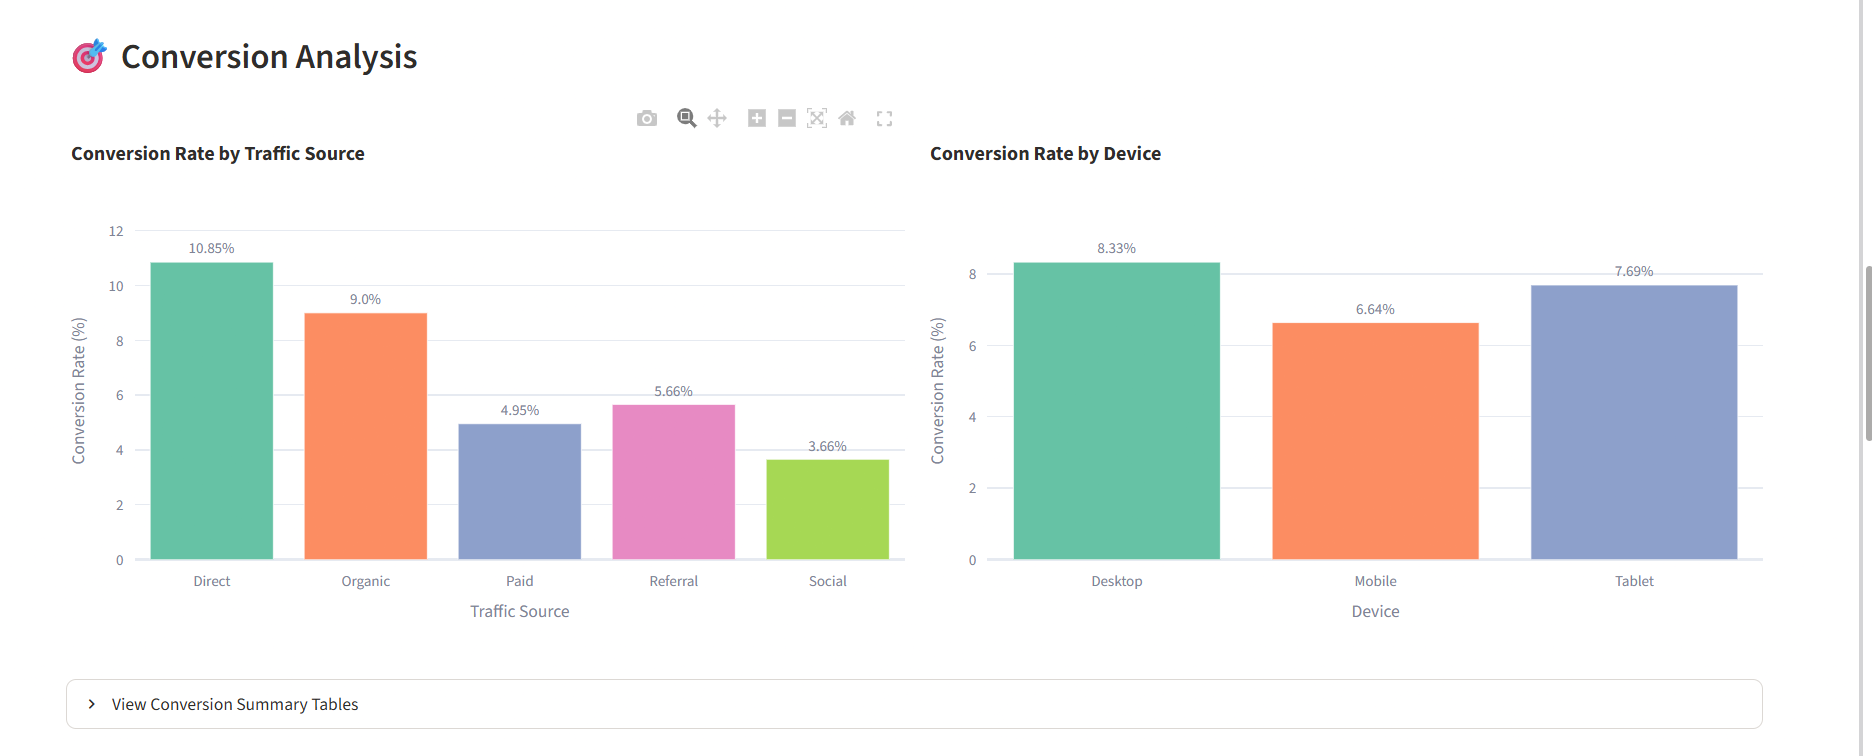 Conversion Analysis
Conversion Rate by Traffic Source
12
10
8
6
4
2
0
Conversion Rate (%)
10.85%
9.0%
4.95%
5.66%
3.66%
Direct
Organic
Paid
Referral
Social
Traffic Source
Conversion Rate by Device
8
6
4
2
0
Conversion Rate (%)
8.33%
6.64%
7.69%
Desktop
Mobile
Tablet
Device
View Conversion Summary Tables